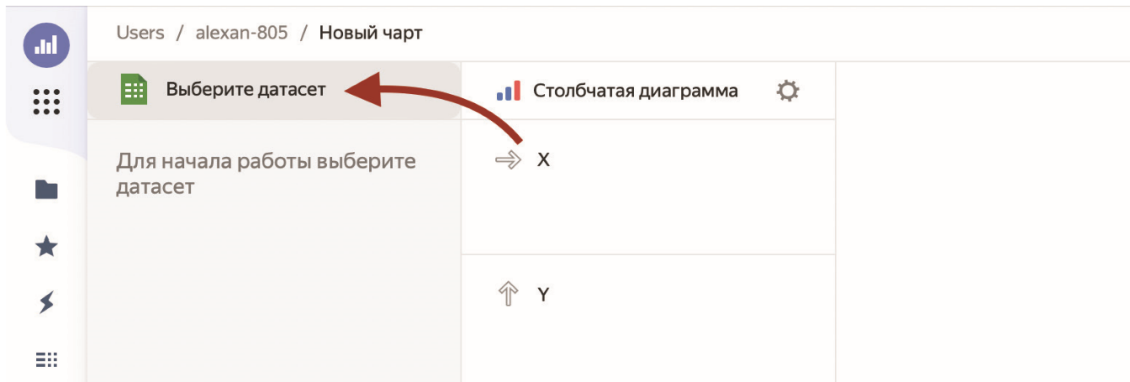 Users / alexan-805 / Новый чарт
Выберите датасет
Столбчатая диаграмма
Для начала работы выберите
датасет
X
Y